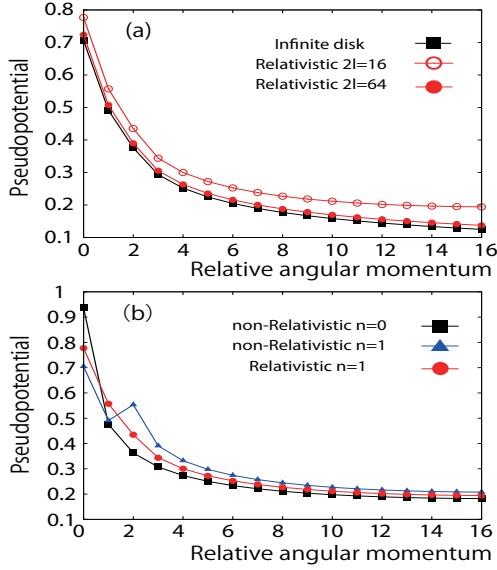 0.8
(a)
0.7
Infinite disk
Relativistic 2l=16
0.6
Relativistic 2l=64
0.5
0.4
0.3
0.2
0.1
Pseudopotential
0 2 4 6 8 10 12 14 16
Relative angular momentum
1
(b)
0.9
non-Relativistic n=0
0.8
non-Relativistic n=1
0.7
Relativistic n=1
0.6
0.5
0.4
0.3
0.2
0.1
Pseudopotential
0 2 4 6 8 10 12 14 16
Relative angular momentum